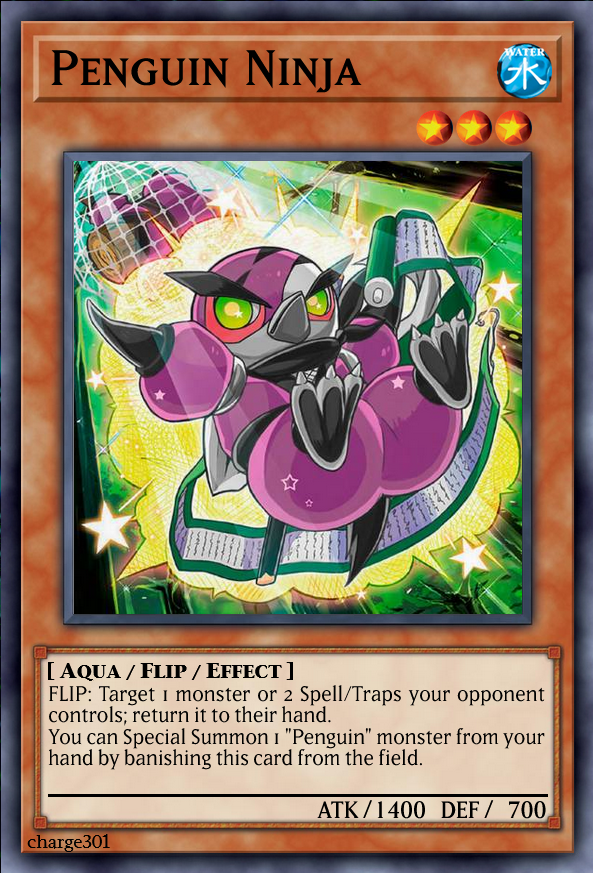 Penguin Ninja
WATER
水
[ Aqua / Flip / Effect ]
FLIP: Target 1 monster or 2 Spell/Traps your opponent
controls; return it to their hand.
You can Special Summon 1 "Penguin" monster from your
hand by banishing this card from the field.
ATK / 1400 DEF / 700
charge301